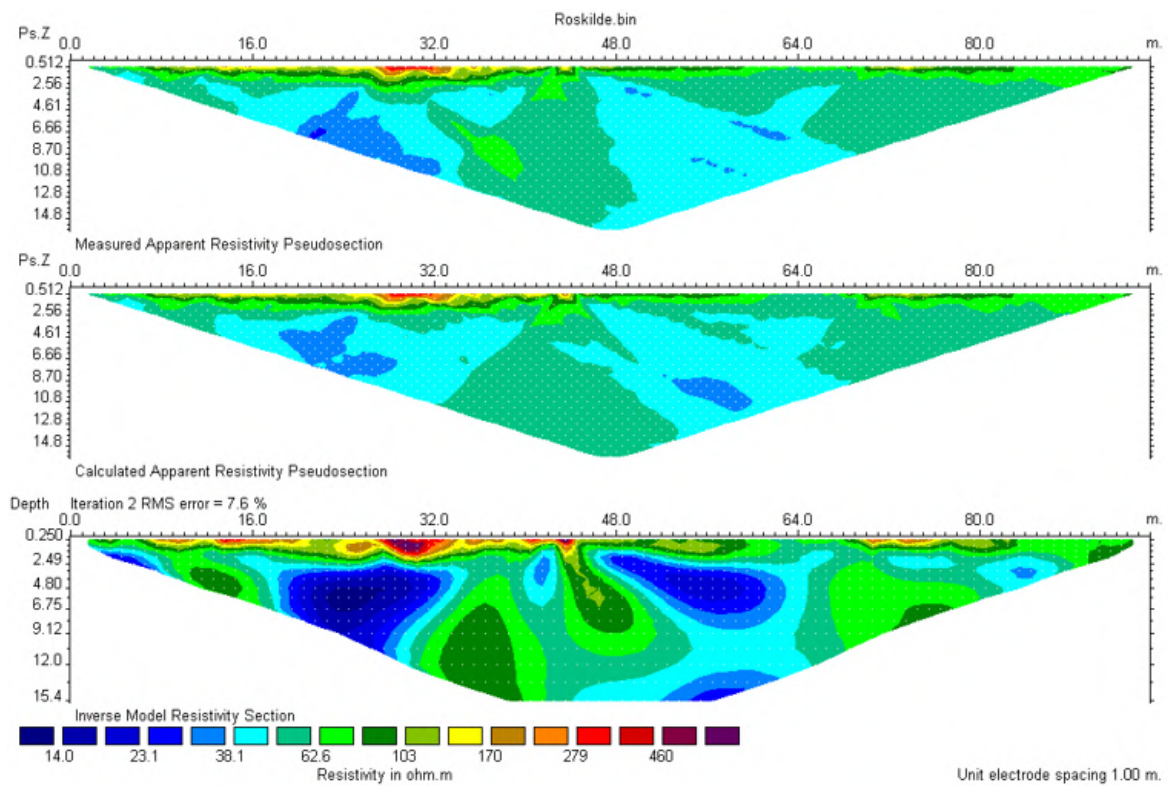 Roskilde.bin
Ps.Z 0.0 16.0 32.0 48.0 64.0 80.0 m.
0.512
2.56
4.61
6.66
8.70
10.8
12.8
14.8
Measured Apparent Resistivity Pseudosection
Ps.Z 0.0 16.0 32.0 48.0 64.0 80.0 m.
0.512
2.56
4.61
6.66
8.70
10.8
12.8
14.8
Calculated Apparent Resistivity Pseudosection
Depth Iteration 2 RMS error = 7.6 %
0.0 16.0 32.0 48.0 64.0 80.0 m.
0.250
2.49
4.80
6.75
9.12
12.0
15.4
Inverse Model Resistivity Section
14.0 23.1 38.1 62.6 103 170 279 460
Resistivity in ohm.m
Unit electrode spacing 1.00 m.